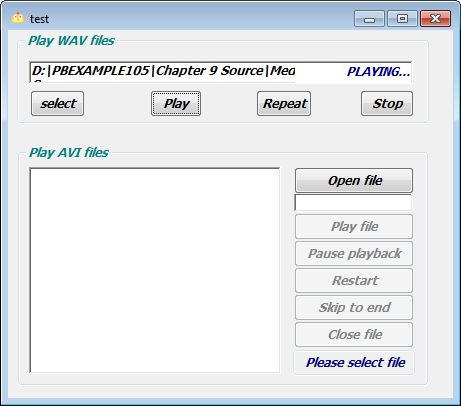 test
Play WAV files
D:\PBEXAMPLE105\Chapter 9 Source\Med
PLAYING...
select
Play
Repeat
Stop
Play AVI files
Open file
Play file
Pause playback
Restart
Skip to end
Close file
Please select file